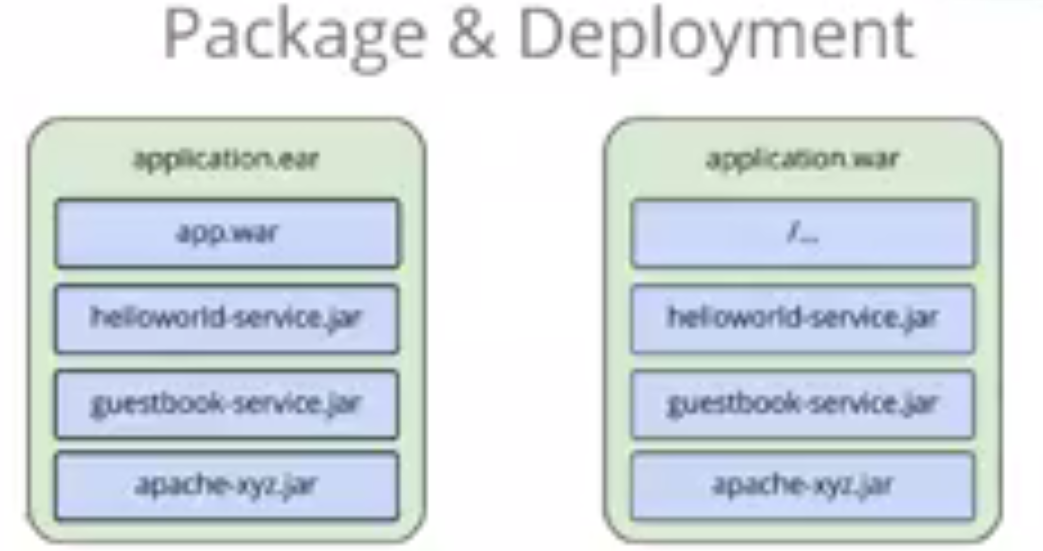 Package & Deployment
application.ear
app.war
helloworld-service.jar
guestbook-service.jar
apache-xyz.jar
application.war
/...
helloworld-service.jar
guestbook-service.jar
apache-xyz.jar